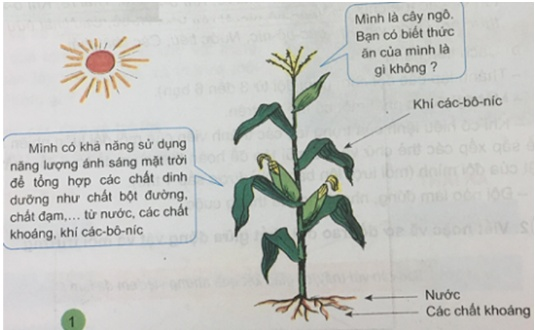 Mình là cây ngô.
Bạn có biết thức
ăn của mình là
gì không ?
Khí các-bô-níc
Mình có khả năng sử dụng
năng lượng ánh sáng mặt trời
để tổng hợp các chất dinh
dưỡng như chất bột đường,
chất đạm,... từ nước, các chất
khoáng, khí các-bô-níc
Nước
Các chất khoáng
1